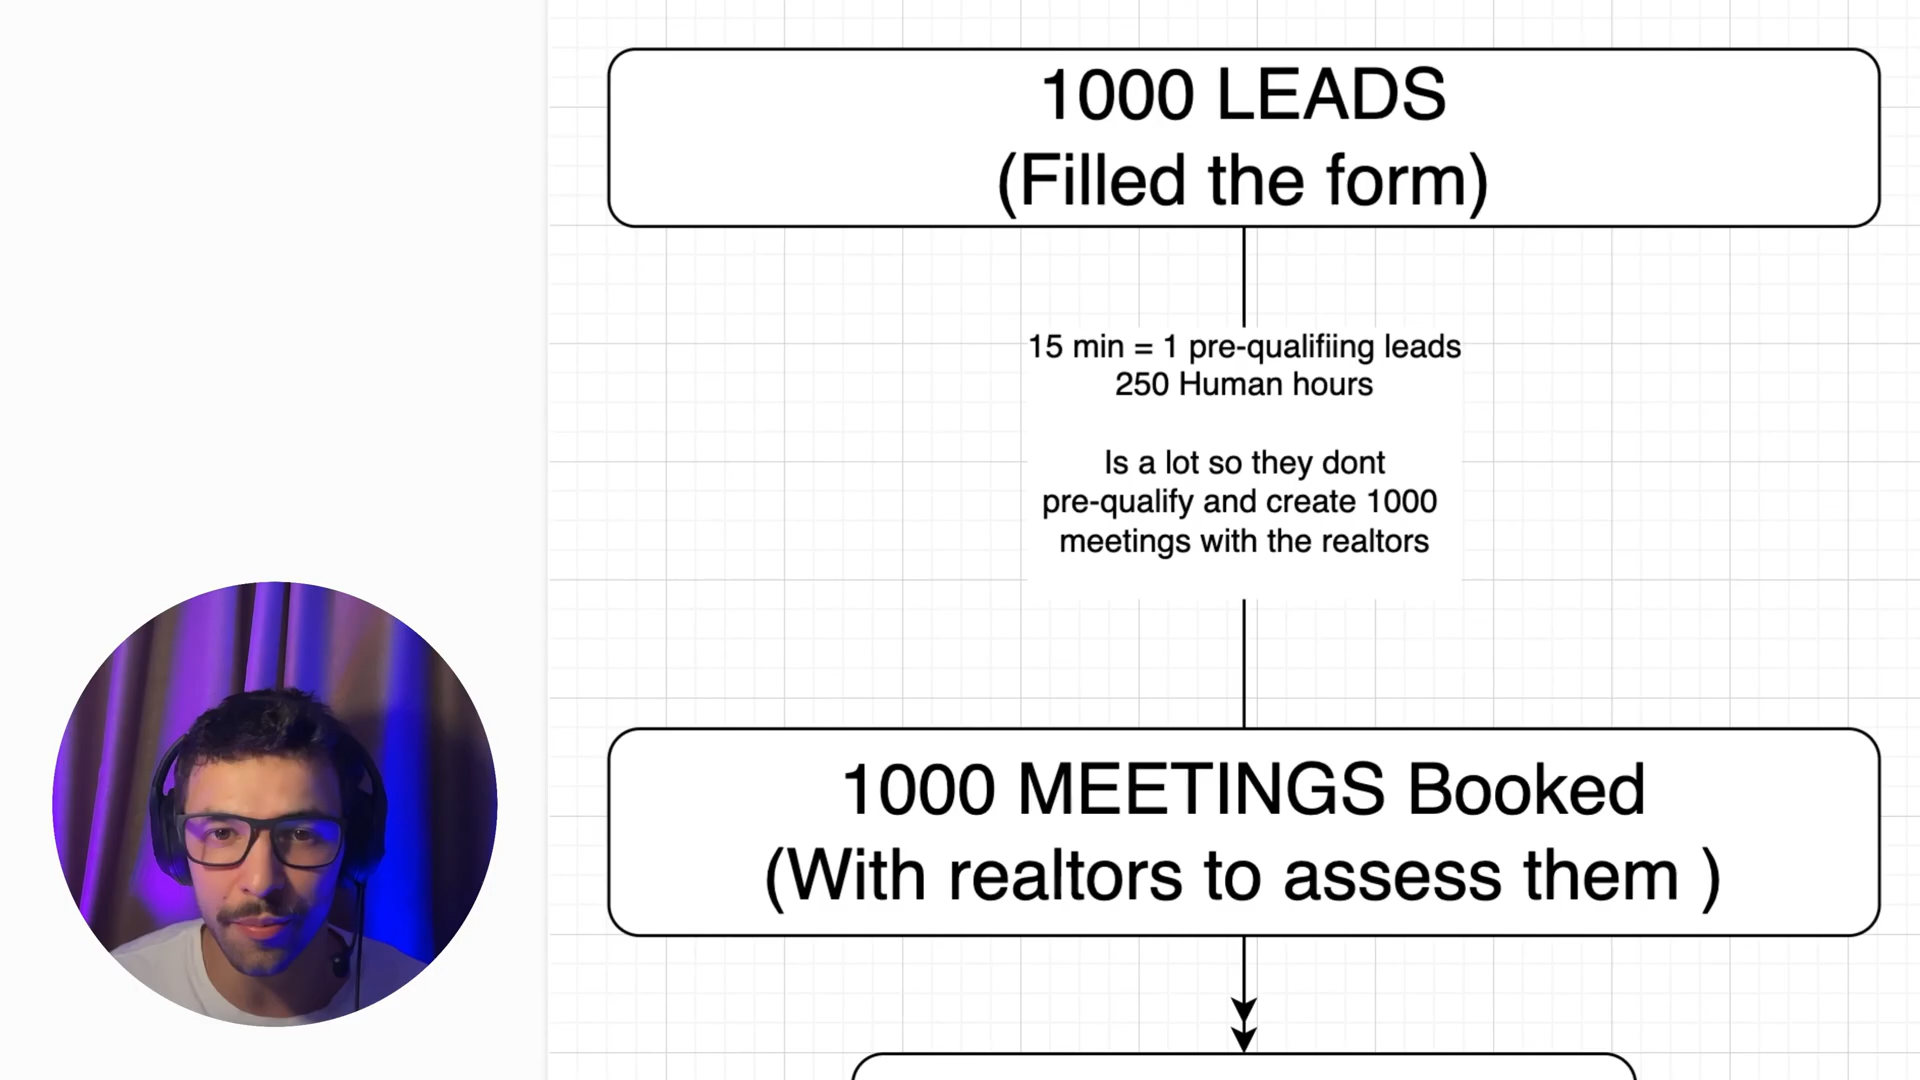 1000 LEADS
(Filled the form)
15 min = 1 pre-qualifiing leads
250 Human hours
Is a lot so they dont
pre-qualify and create 1000
meetings with the realtors
1000 MEETINGS Booked
(With realtors to assess them )